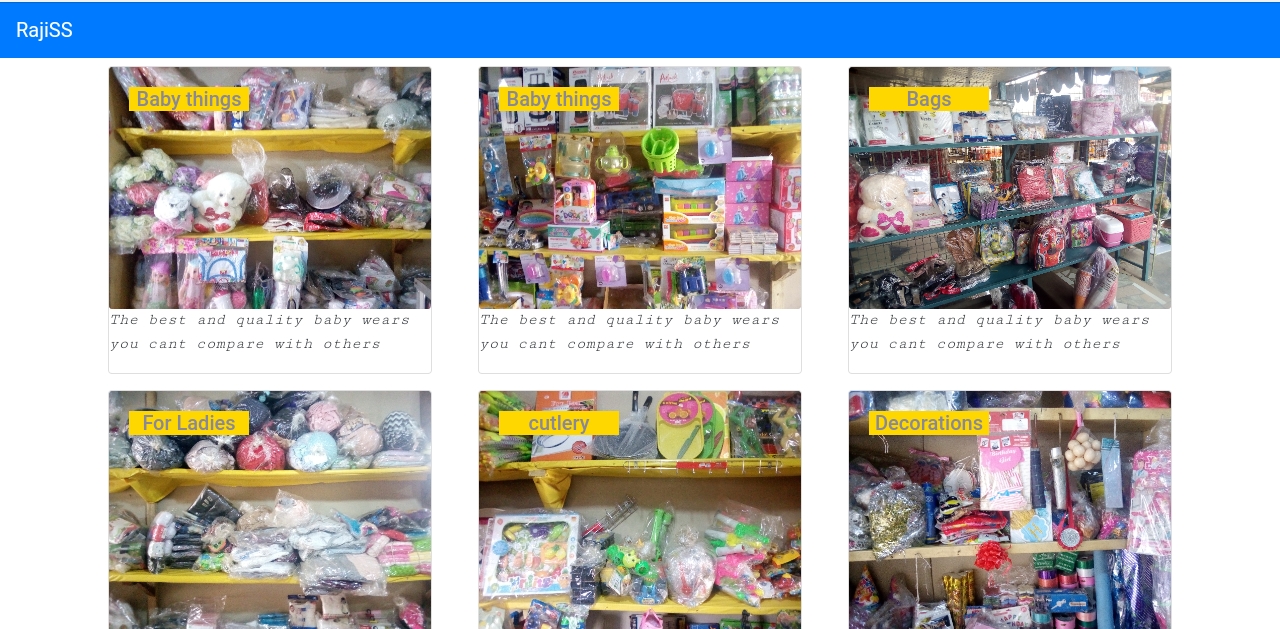 RajiSS
Baby things
Baby things
Bags
The best and quality baby wears
you cant compare with others
The best and quality baby wears
you cant compare with others
The best and quality baby wears
you cant compare with others
For Ladies
cutlery
Decorations